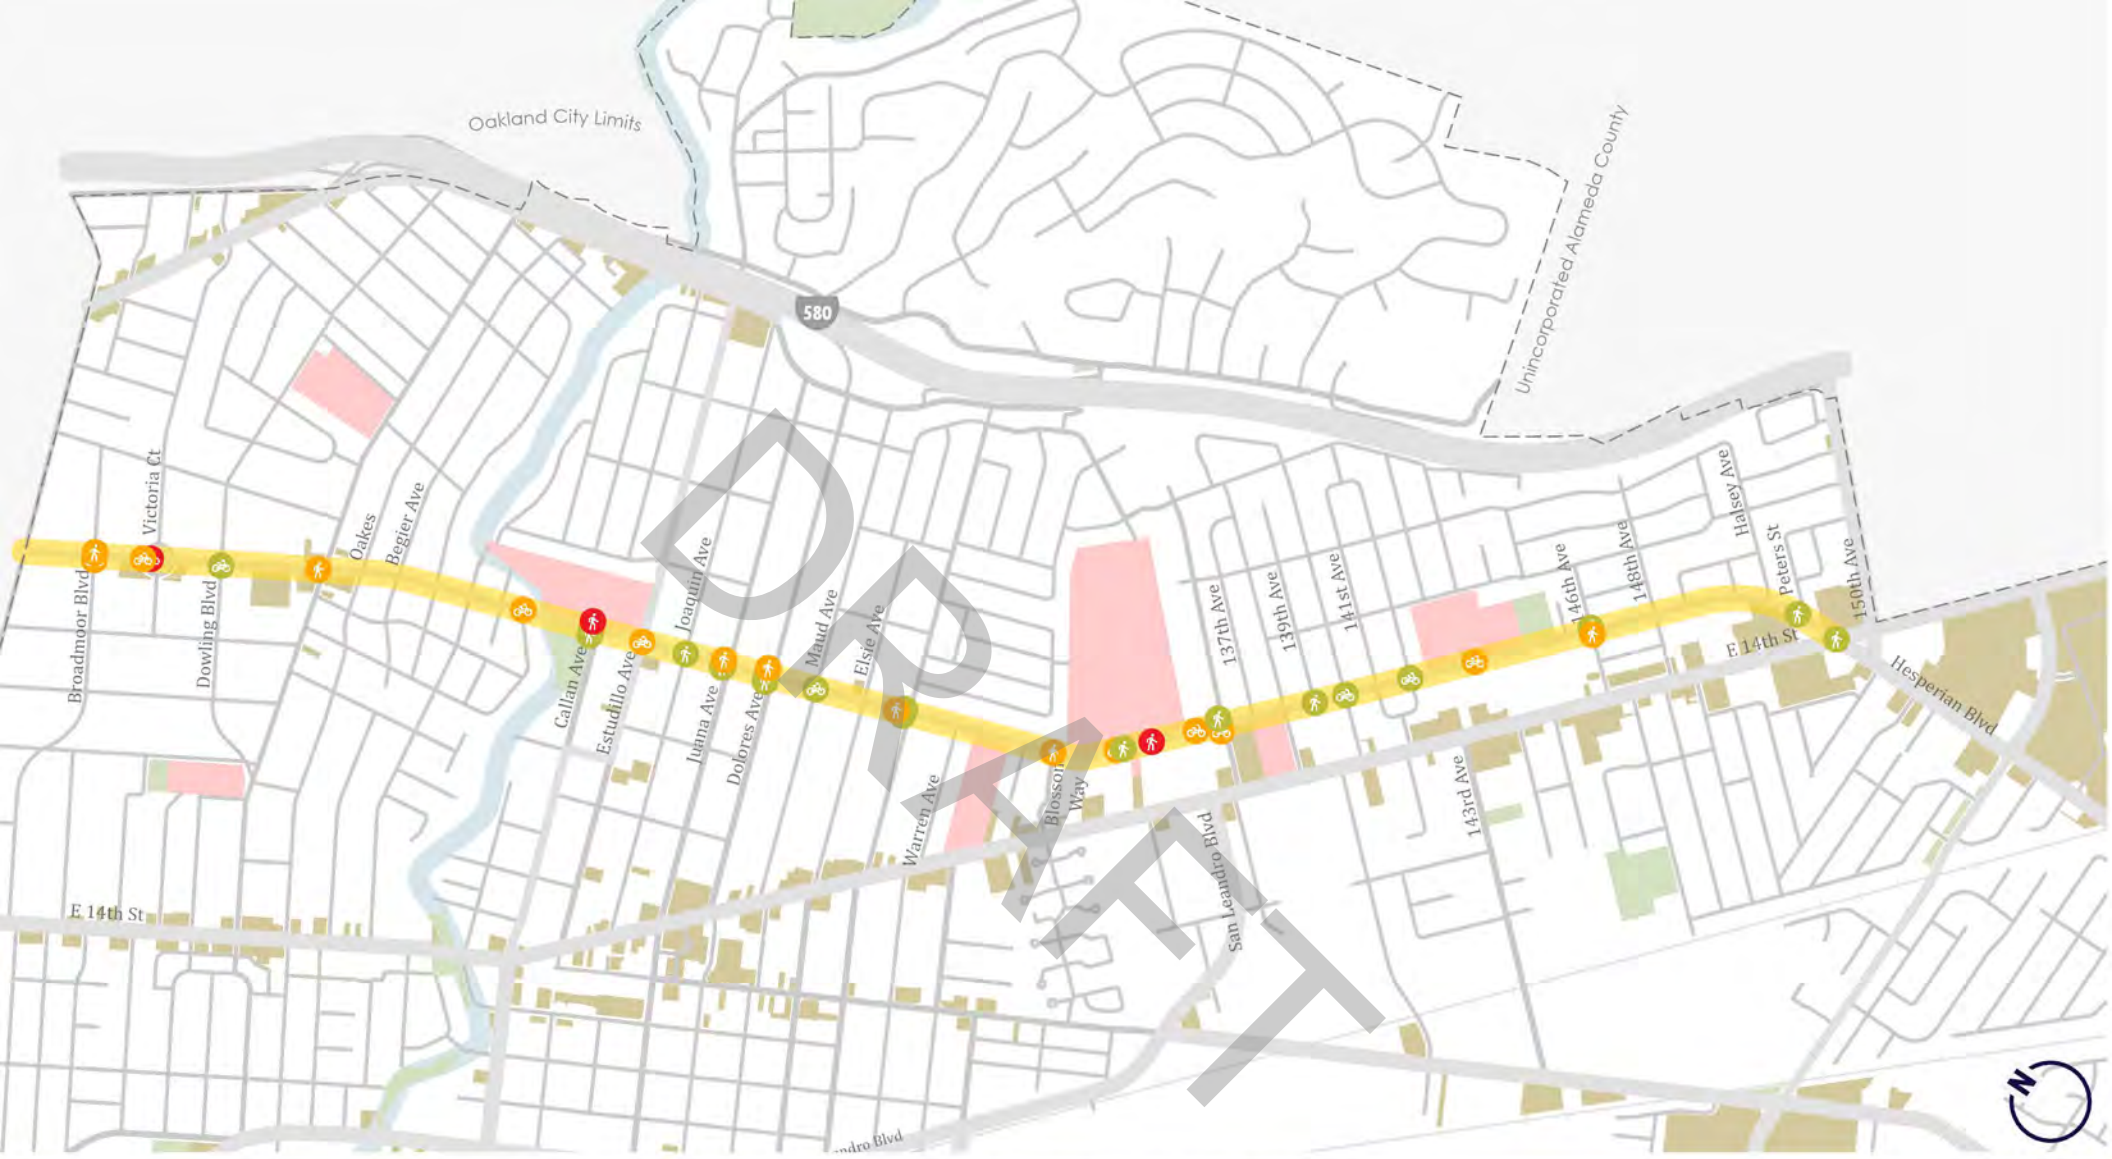 Oakland City Limits
Unincorporated Alameda County
580
Victoria Ct
Oakes
Begier Ave
Broadmoor Blvd
Dowling Blvd
Callan Ave
Estudillo Ave
Joaquin Ave
Juana Ave
Dolores Ave
Maud Ave
Elsie Ave
Warren Ave
Blossom
Way
137th Ave
139th Ave
141st Ave
143rd Ave
146th Ave
148th Ave
Halsey Ave
Peters St
150th Ave
E 14th St
Hesperian Blvd
San Leandro Blvd
E 14th St
ndro Blvd
DRAFT
N